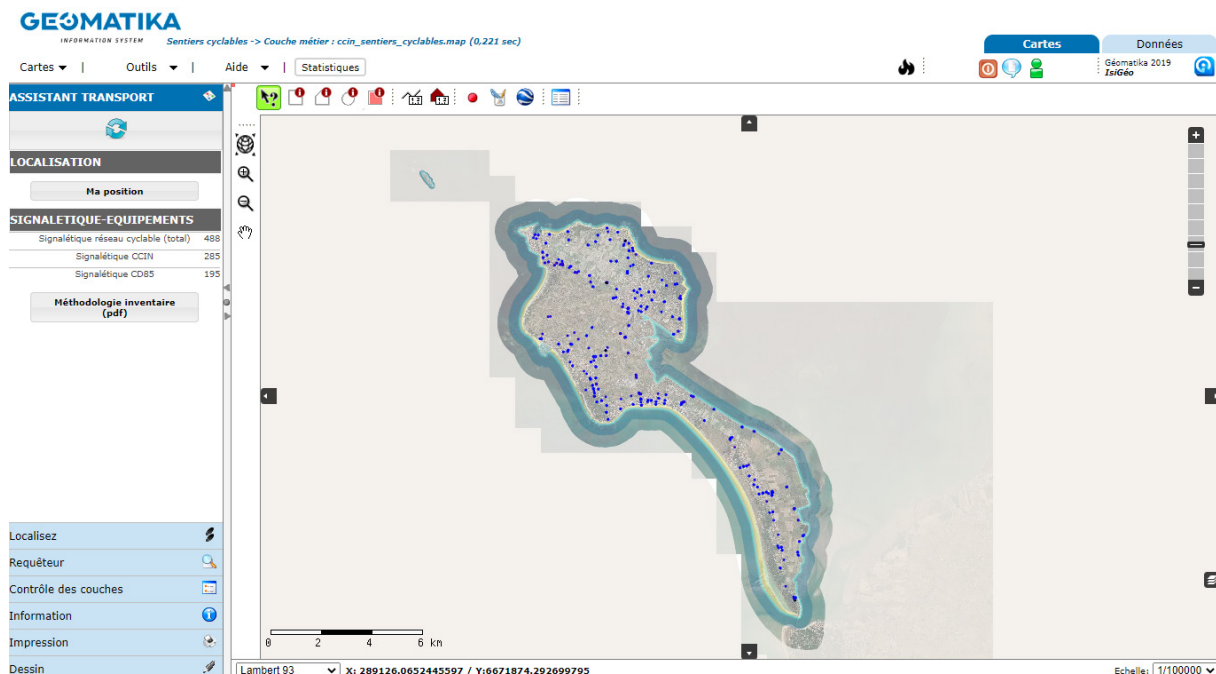 GEOMATIKA
INFORMATION SYSTEM
Sentiers cyclables -> Couche métier : ccin_sentiers_cyclables.map (0,221 sec)
Cartes
Données
Cartes
Outils
Aide
Statistiques
Géomatika 2019
IsiGéo
ASSISTANT TRANSPORT
LOCALISATION
Ma position
SIGNALETIQUE-EQUIPEMENTS
Signalétique réseau cyclable (total) 488
Signalétique CCIN 285
Signalétique CD85 195
Méthodologie inventaire
(pdf)
Localisez
Requêteur
Contrôle des couches
Information
Impression
Dessin
0 2 4 6 km
Lambert 93
X: 289126.0652445597 / Y:6671874.292699795
Echelle: 1/100000